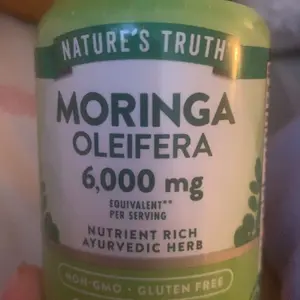 NATURE'S TRUTH
MORINGA
OLEIFERA
6,000 mg
EQUIVALENT**
PER SERVING
NUTRIENT RICH
AYURVEDIC HERB
NON-GMO • GLUTEN FREE